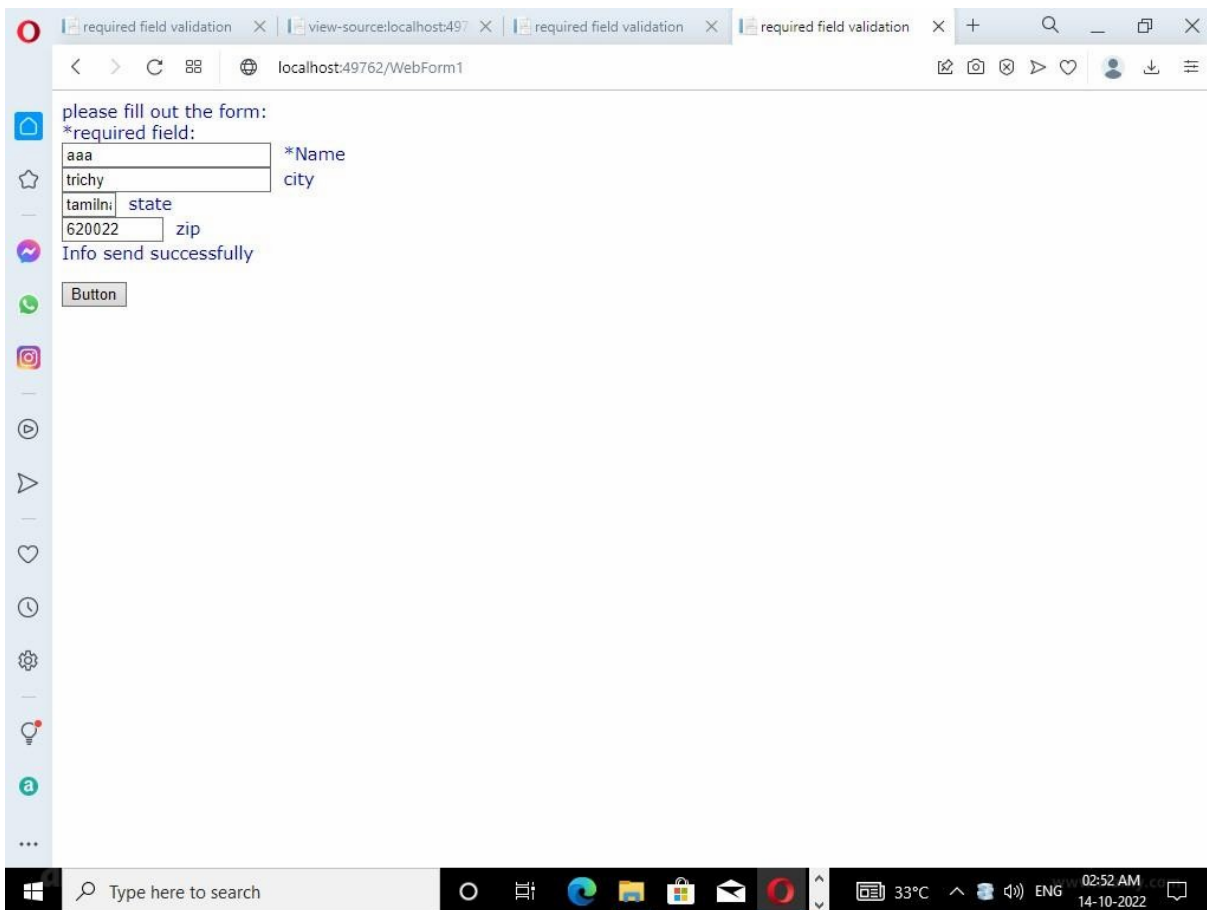 required field validation
view-source:localhost:497
required field validation
required field validation
localhost:49762/WebForm1
please fill out the form:
*required field:
aaa *Name
trichy city
tamilna state
620022 zip
Info send successfully
Button
Type here to search
33°C
ENG
02:52 AM
14-10-2022